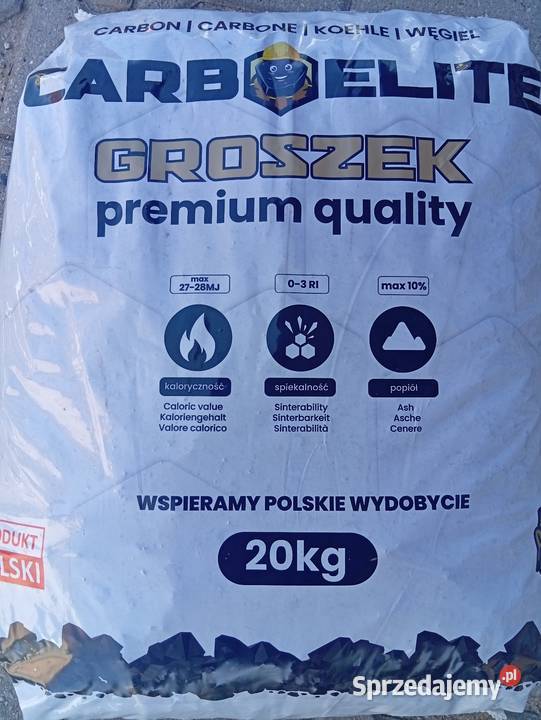 CARBON | CARBONE | KOEHLE | WĘGIEL
CARBOELITE
GROSZEK
premium quality
max
27-28MJ
0-3 RI
max 10%
kaloryczność
spiekalność
popiół
Caloric value
Kaloriengehalt
Valore calorico
Sinterability
Sinterbarkeit
Sinterabilità
Ash
Asche
Cenere
WSPIERAMY POLSKIE WYDOBYCIE
20kg
ODUKT
LSKI
Sprzedajemy.pl